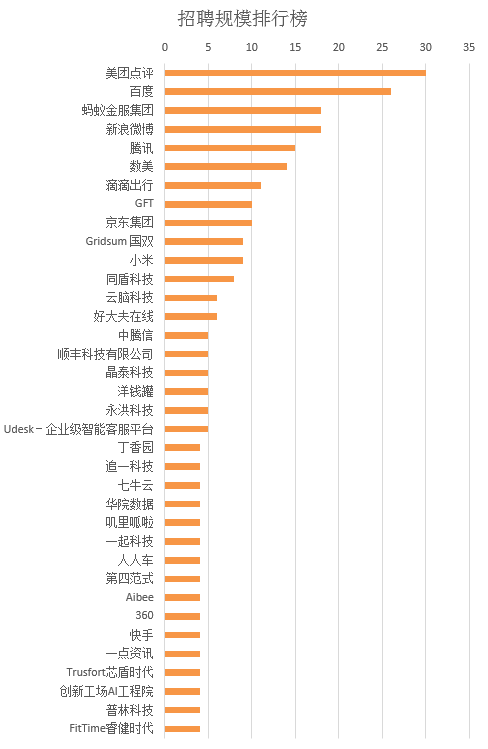 招聘规模排行榜
0 5 10 15 20 25 30 35
美团点评
百度
蚂蚁金服集团
新浪微博
腾讯
数美
滴滴出行
GFT
京东集团
Gridsum 国双
小米
同盾科技
云脑科技
好大夫在线
中腾信
顺丰科技有限公司
晶泰科技
洋钱罐
永洪科技
Udesk – 企业级智能客服平台
丁香园
追一科技
七牛云
华院数据
叽里呱啦
一起科技
人人车
第四范式
Aibee
360
快手
一点资讯
Trusfort芯盾时代
创新工场AI工程院
普林科技
FitTime睿健时代